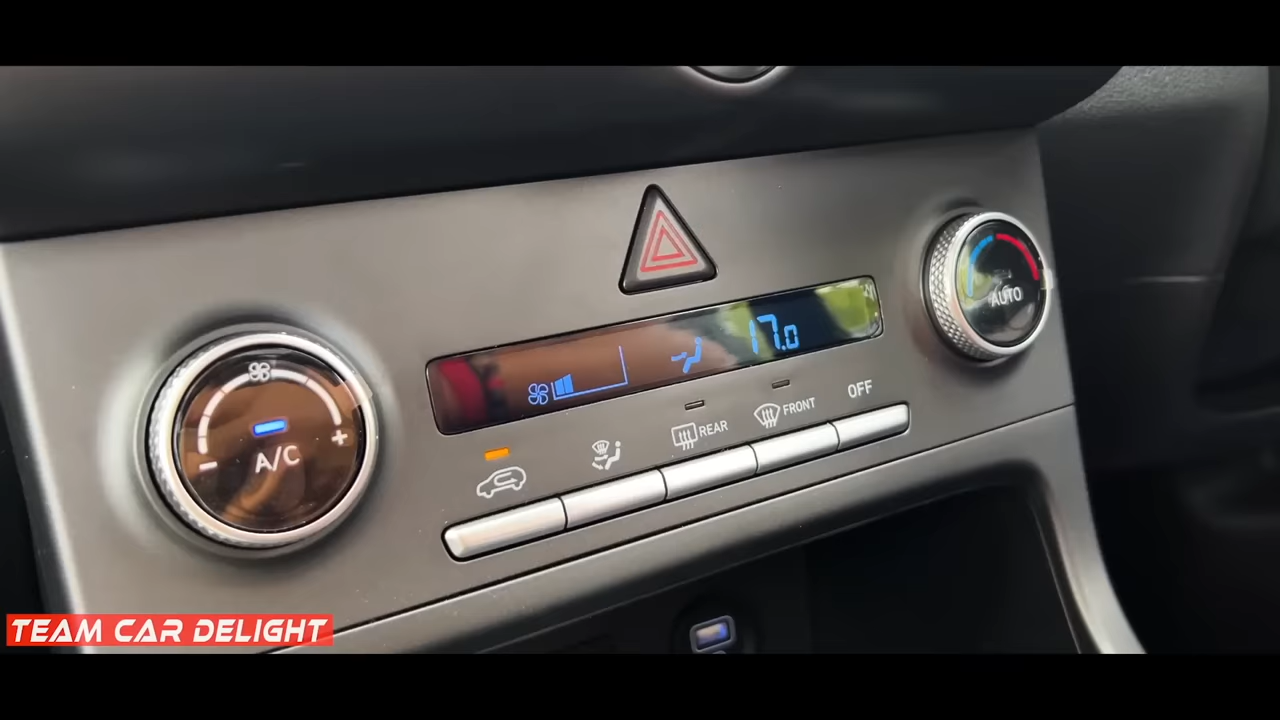 17.0
AUTO
OFF
FRONT
REAR
A/C
- +
TEAM CAR DELIGHT